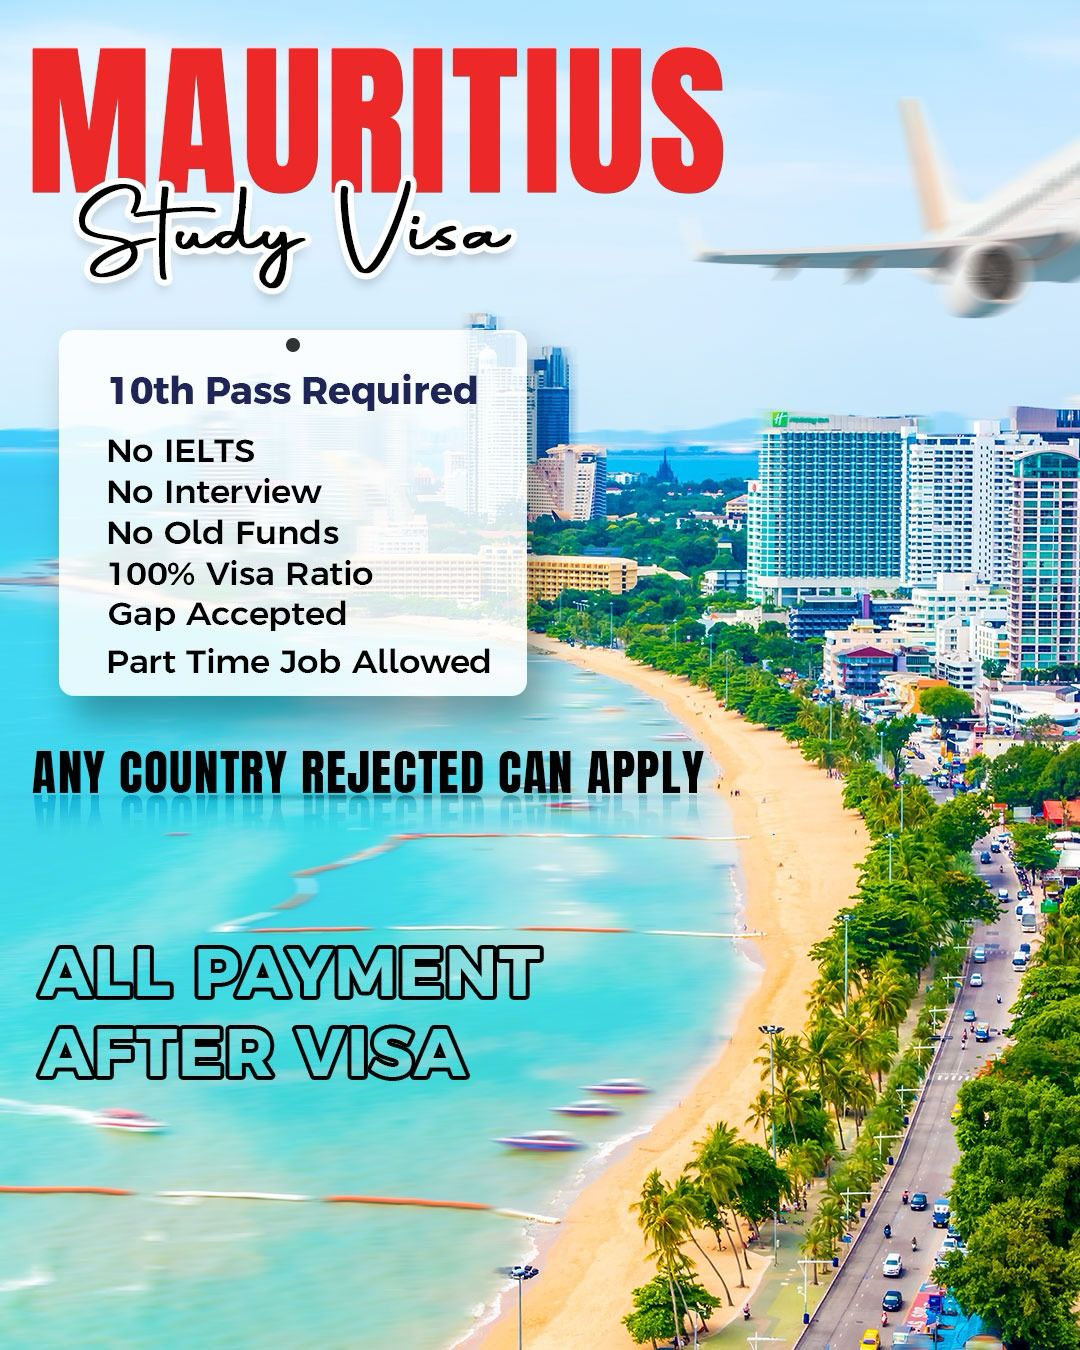 MAURITIUS
Study Visa
10th Pass Required
No IELTS
No Interview
No Old Funds
100% Visa Ratio
Gap Accepted
Part Time Job Allowed
ANY COUNTRY REJECTED CAN APPLY
ALL PAYMENT
AFTER VISA